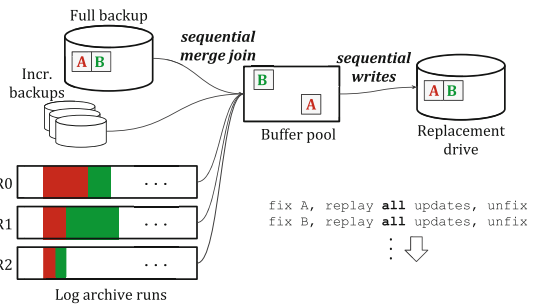 Full backup
A B
sequential
merge join
sequential
writes
Incr.
backups
B
A
A B
Buffer pool
Replacement
drive
R0
...
R1
...
R2
...
fix A, replay all updates, unfix
fix B, replay all updates, unfix
Log archive runs